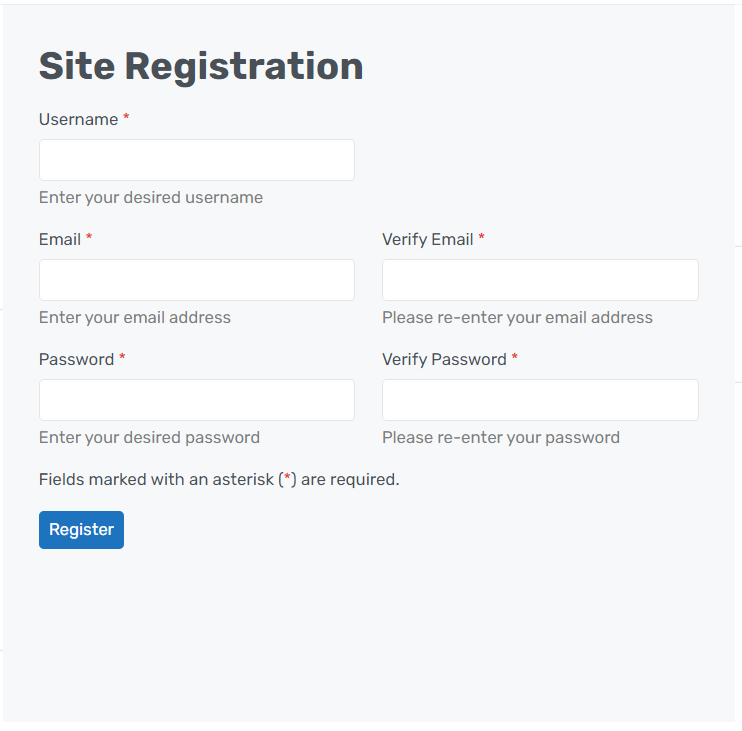 Site Registration
Username *
Enter your desired username
Email *
Verify Email *
Enter your email address
Please re-enter your email address
Password *
Verify Password *
Enter your desired password
Please re-enter your password
Fields marked with an asterisk (*) are required.
Register